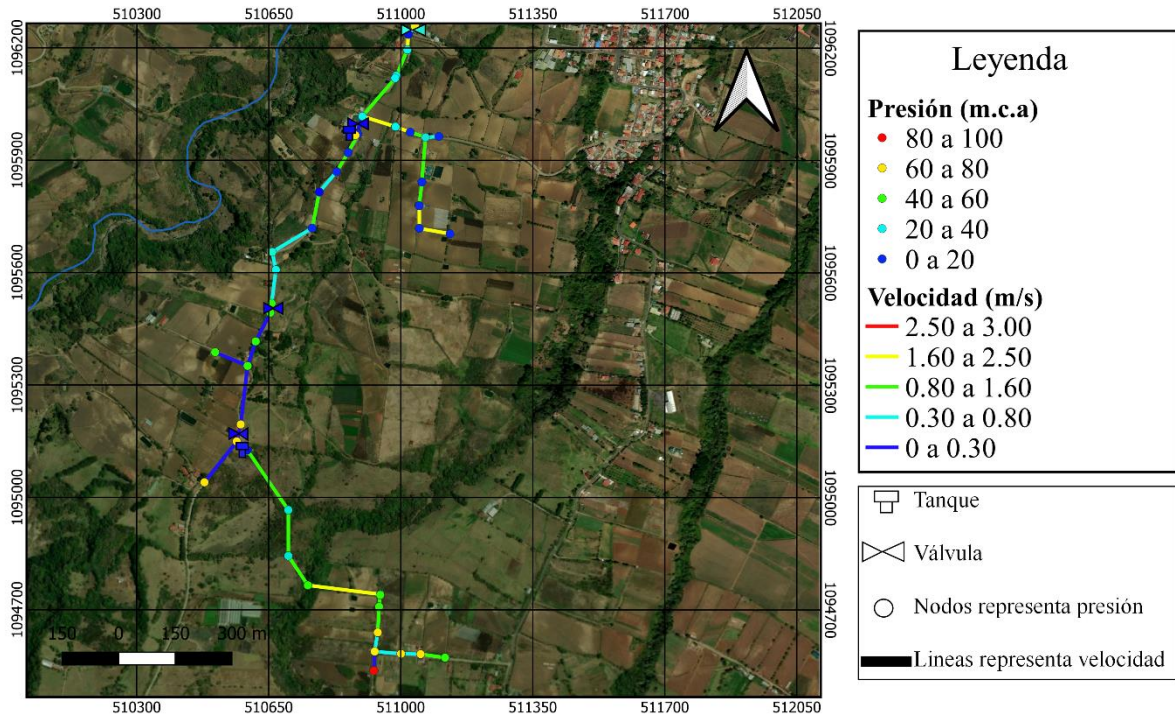 510300 510650 511000 511350 511700 512050
1096200 1096200
1095900 1095900
1095600 1095600
1095300 1095300
1095000 1095000
1094700 1094700
150 0 150 300 m
510300 510650 511000 511350 511700 512050
Leyenda
Presión (m.c.a)
80 a 100
60 a 80
40 a 60
20 a 40
0 a 20
Velocidad (m/s)
2.50 a 3.00
1.60 a 2.50
0.80 a 1.60
0.30 a 0.80
0 a 0.30
Tanque
Válvula
Nodos representa presión
Lineas representa velocidad